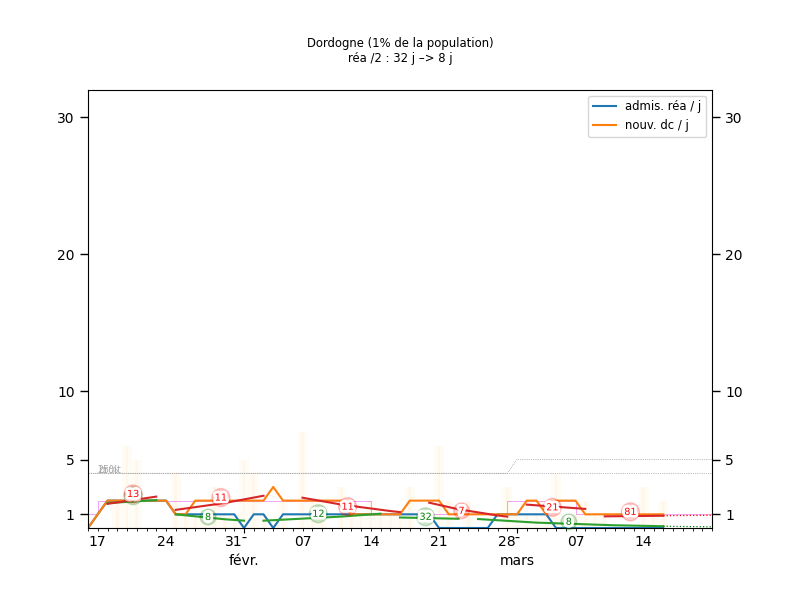 Dordogne (1% de la population)
réa /2 : 32 j –> 8 j
admis. réa / j
nouv. dc / j
30 30
20 20
10 10
5 5
1 1
13 11 8 12 11 32 7 21 8 81
17 24 31 07 14 21 28 07 14
févr. mars